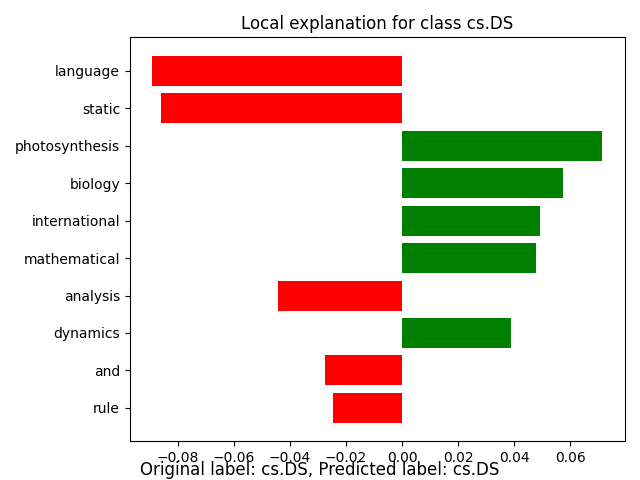 Local explanation for class cs.DS
language
static
photosynthesis
biology
international
mathematical
analysis
dynamics
and
rule
−0.08 −0.06 −0.04 −0.02 0.00 0.02 0.04 0.06
Original label: cs.DS, Predicted label: cs.DS